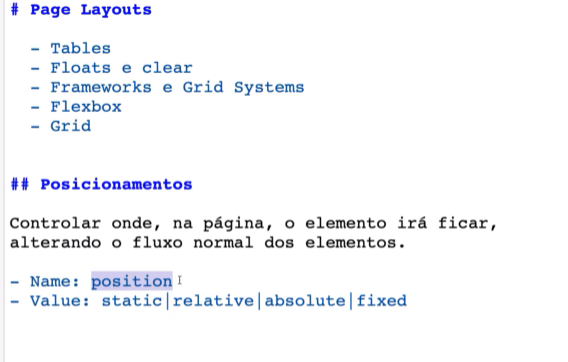 # Page Layouts
- Tables
- Floats e clear
- Frameworks e Grid Systems
- Flexbox
- Grid
## Posicionamentos
Controlar onde, na página, o elemento irá ficar,
alterando o fluxo normal dos elementos.
- Name: position
- Value: static|relative|absolute|fixed